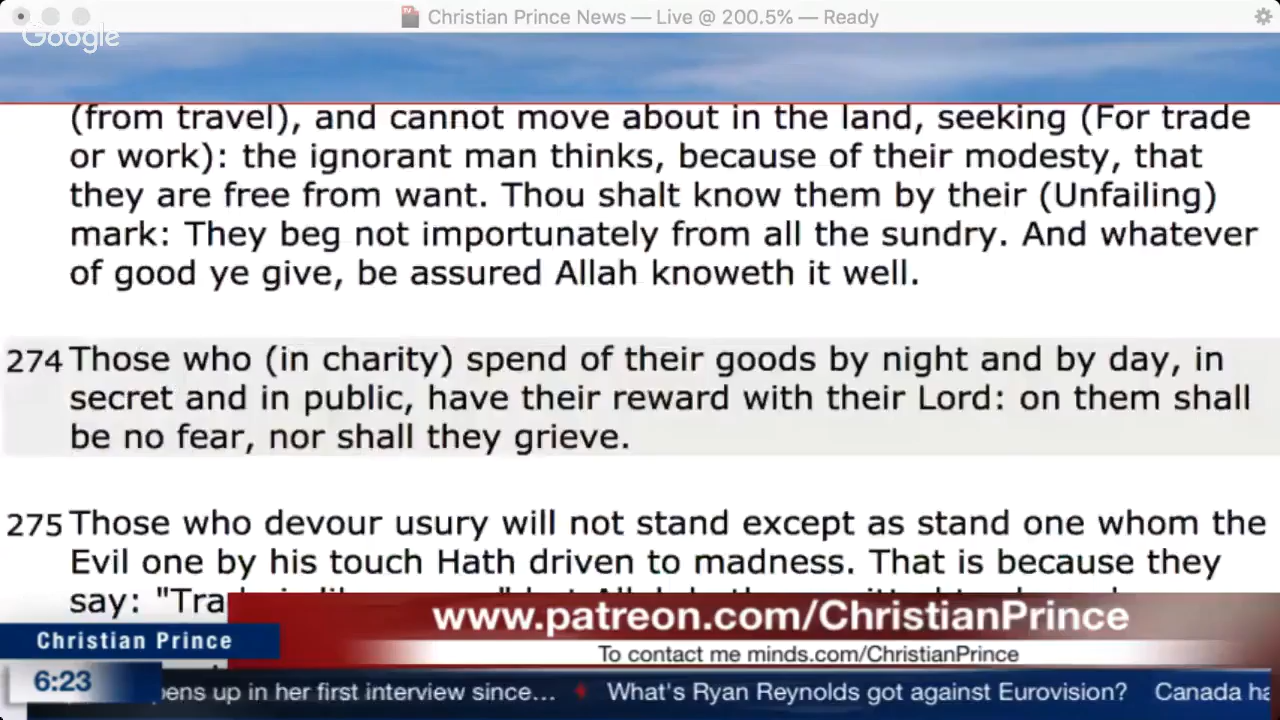 Christian Prince News — Live @ 200.5% — Ready
Google
(from travel), and cannot move about in the land, seeking (For trade
or work): the ignorant man thinks, because of their modesty, that
they are free from want. Thou shalt know them by their (Unfailing)
mark: They beg not importunately from all the sundry. And whatever
of good ye give, be assured Allah knoweth it well.
274 Those who (in charity) spend of their goods by night and by day, in
secret and in public, have their reward with their Lord: on them shall
be no fear, nor shall they grieve.
275 Those who devour usury will not stand except as stand one whom the
Evil one by his touch Hath driven to madness. That is because they
say:
www.patreon.com/ChristianPrince
Christian Prince
To contact me minds.com/ChristianPrince
6:23
up in her first interview since... What's Ryan Reynolds got against Eurovision? Canada